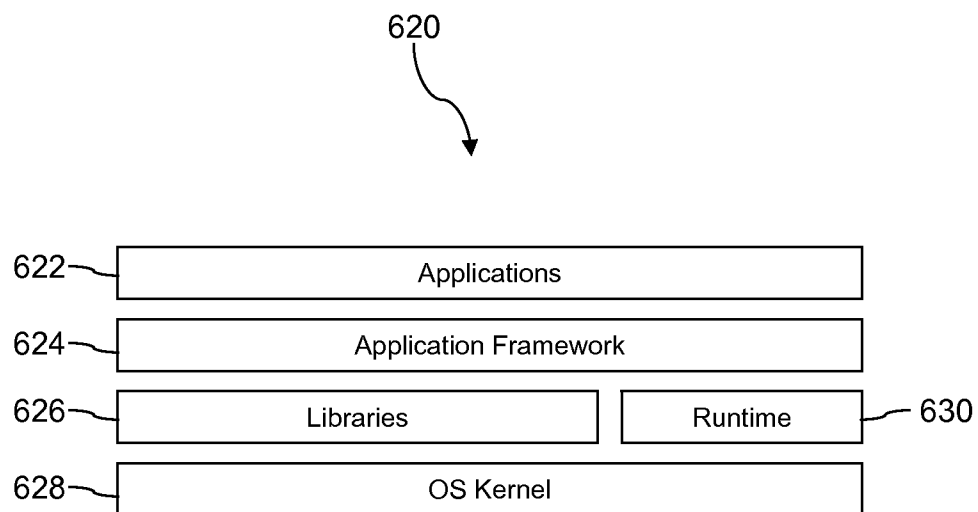 620
622 Applications
624 Application Framework
626 Libraries Runtime 630
628 OS Kernel